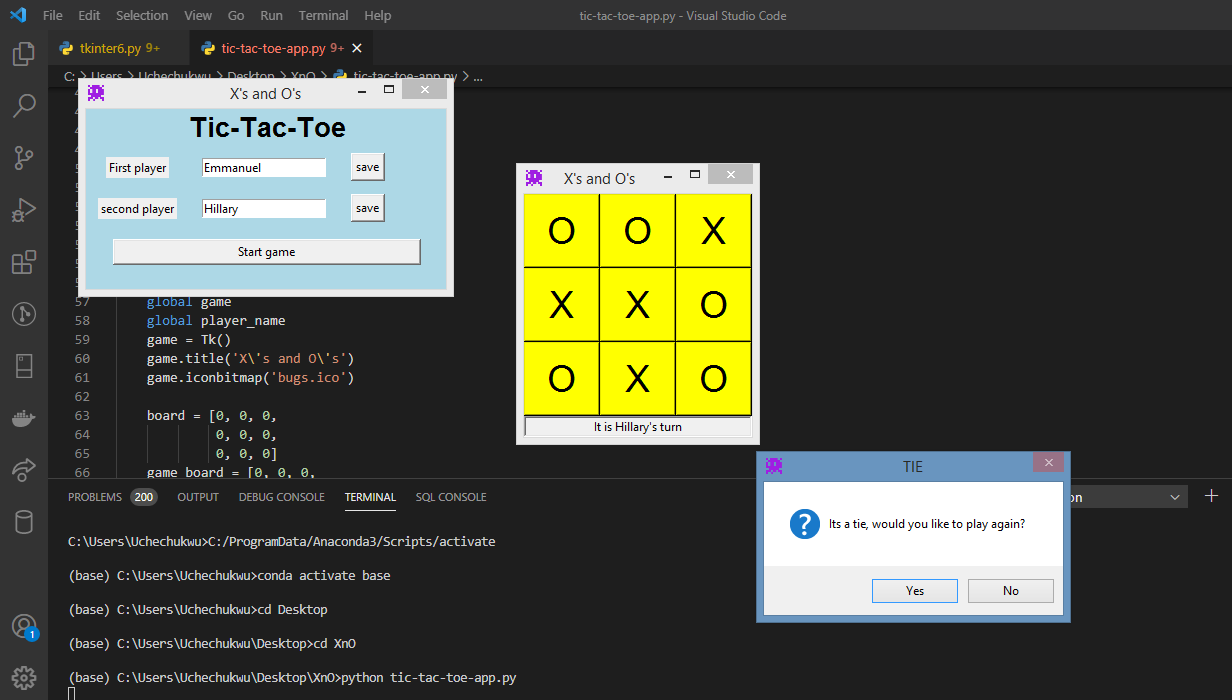 File Edit Selection View Go Run Terminal Help tic-tac-toe-app.py - Visual Studio Code
tkinter6.py 9+ tic-tac-toe-app.py 9+
C: > Users > Uchechukwu > Desktop > XnO > tic-tac-toe-app.py > ...
X's and O's
Tic-Tac-Toe
First player Emmanuel save
second player Hillary save
Start game
X's and O's
O O X
X X O
O X O
It is Hillary's turn
57 global game
58 global player_name
59 game = Tk()
60 game.title('X\'s and O\'s')
61 game.iconbitmap('bugs.ico')
62
63 board = [0, 0, 0,
64 0, 0, 0,
65 0, 0, 0]
66 game_board = [0, 0, 0,
TIE
Its a tie, would you like to play again?
Yes No
PROBLEMS 200 OUTPUT DEBUG CONSOLE TERMINAL SQL CONSOLE
C:\Users\Uchechukwu>C:/ProgramData/Anaconda3/Scripts/activate
(base) C:\Users\Uchechukwu>conda activate base
(base) C:\Users\Uchechukwu>cd Desktop
(base) C:\Users\Uchechukwu\Desktop>cd XnO
(base) C:\Users\Uchechukwu\Desktop\XnO>python tic-tac-toe-app.py
1